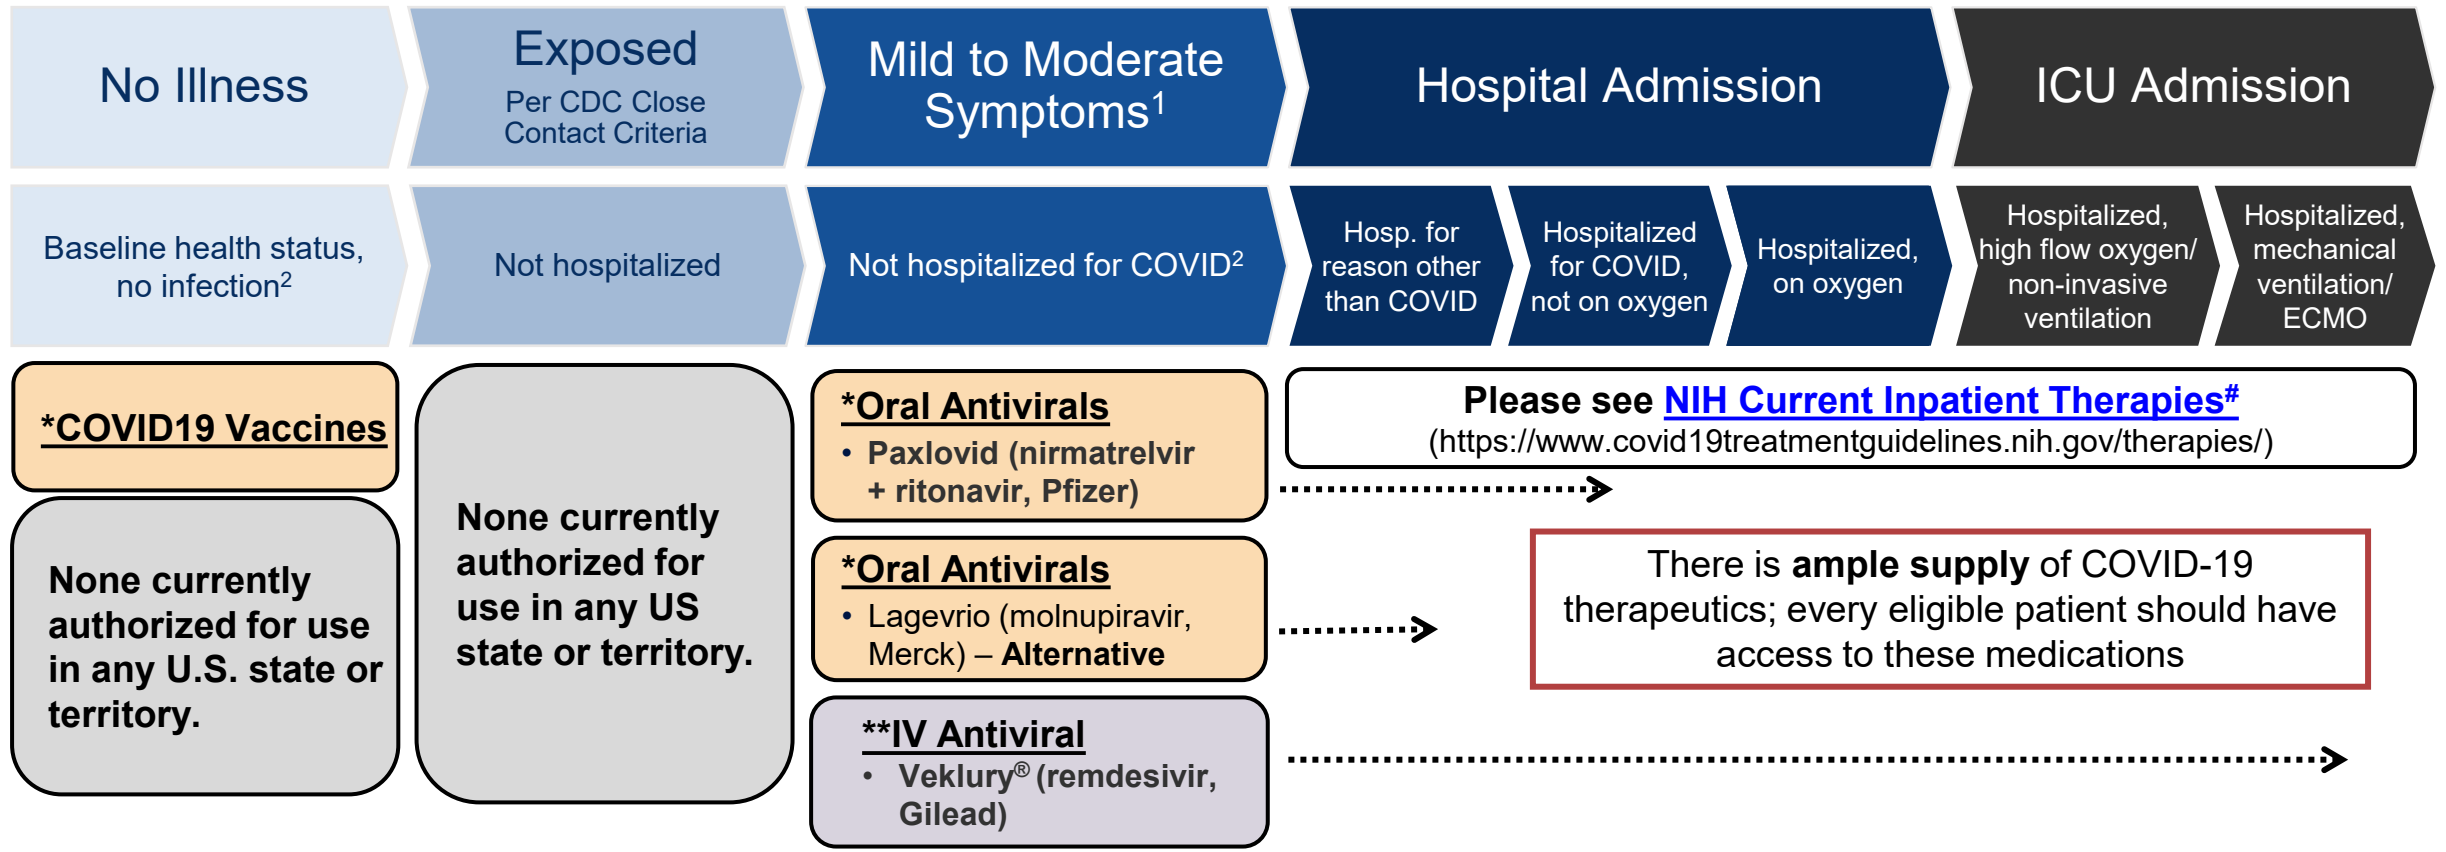 No Illness
Exposed
Per CDC Close
Contact Criteria
Mild to Moderate
Symptoms1
Hospital Admission
ICU Admission
Baseline health status,
no infection2
Not hospitalized
Not hospitalized for COVID2
Hosp. for
reason other
than COVID
Hospitalized
for COVID,
not on oxygen
Hospitalized,
on oxygen
Hospitalized,
high flow oxygen/
non-invasive
ventilation
Hospitalized,
mechanical
ventilation/
ECMO
*COVID19 Vaccines
None currently
authorized for use
in any U.S. state or
territory.
None currently
authorized for
use in any US
state or territory.
*Oral Antivirals
• Paxlovid (nirmatrelvir
+ ritonavir, Pfizer)
*Oral Antivirals
• Lagevrio (molnupiravir,
Merck) – Alternative
**IV Antiviral
• Veklury® (remdesivir,
Gilead)
Please see NIH Current Inpatient Therapies#
(https://www.covid19treatmentguidelines.nih.gov/therapies/)
There is ample supply of COVID-19
therapeutics; every eligible patient should have
access to these medications